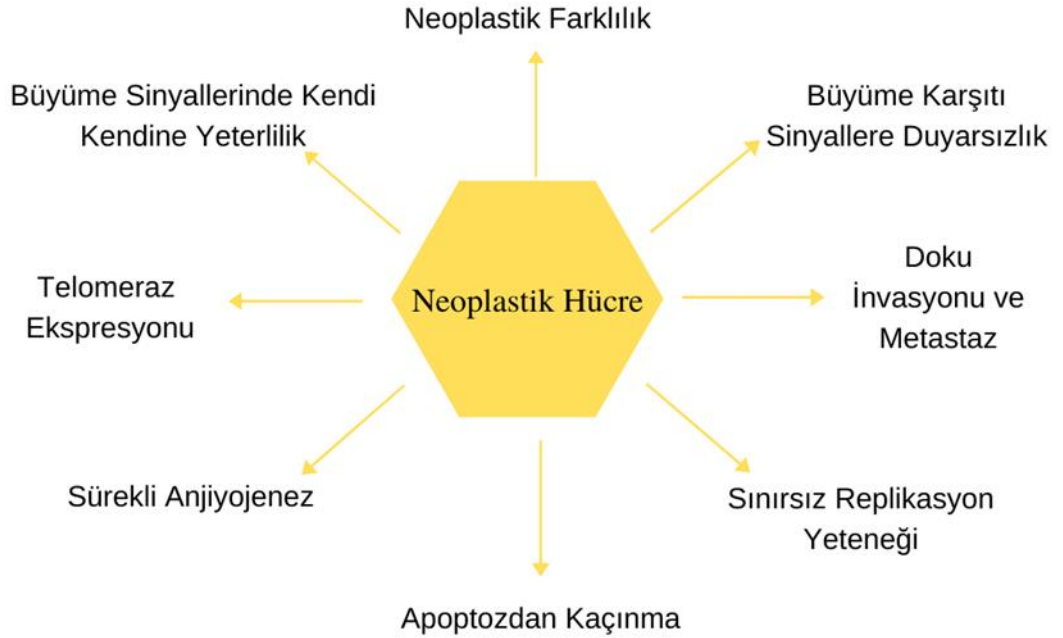 Neoplastik Farklılık
Büyüme Sinyallerinde Kendi
Kendine Yeterlilik
Büyüme Karşıtı
Sinyallere Duyarsızlık
Telomeraz
Ekspresyonu
Neoplastik Hücre
Doku
İnvasyonu ve
Metastaz
Sürekli Anjiyojenez
Sınırsız Replikasyon
Yeteneği
Apoptozdan Kaçınma